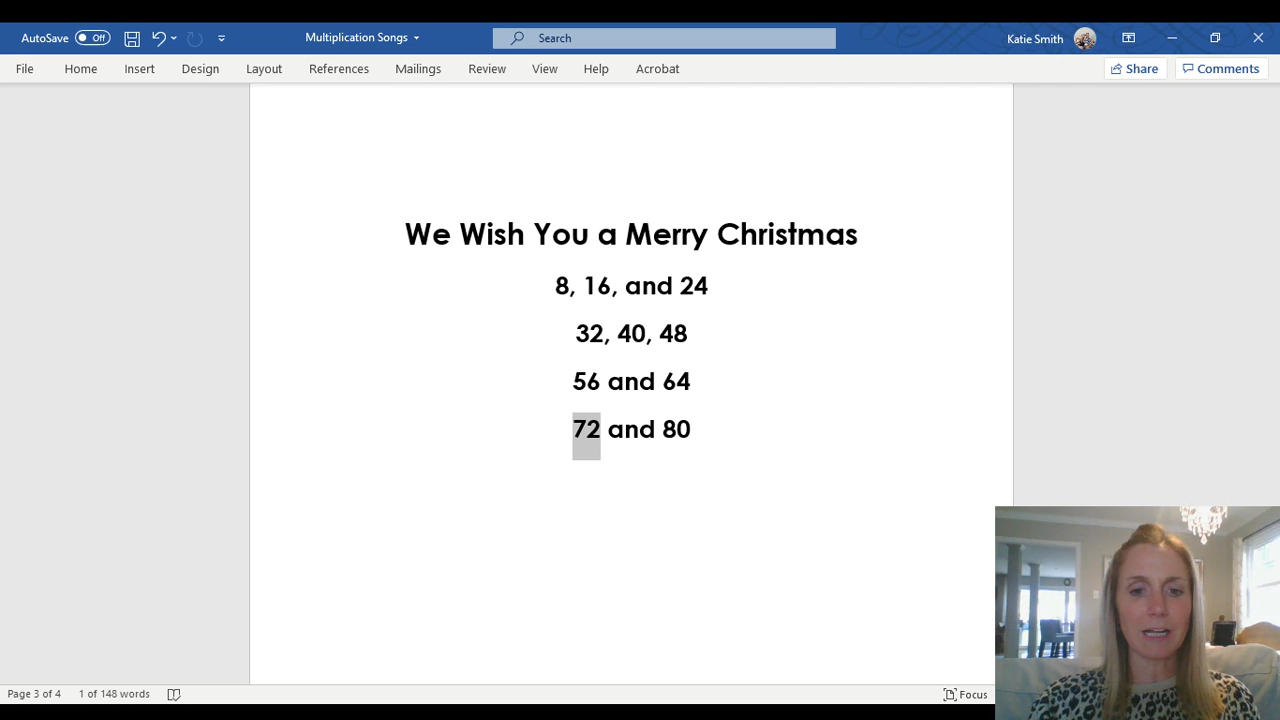 AutoSave Off Multiplication Songs Search Katie Smith
File Home Insert Design Layout References Mailings Review View Help Acrobat Share Comments
We Wish You a Merry Christmas
8, 16, and 24
32, 40, 48
56 and 64
72 and 80
Page 3 of 4 1 of 148 words Focus